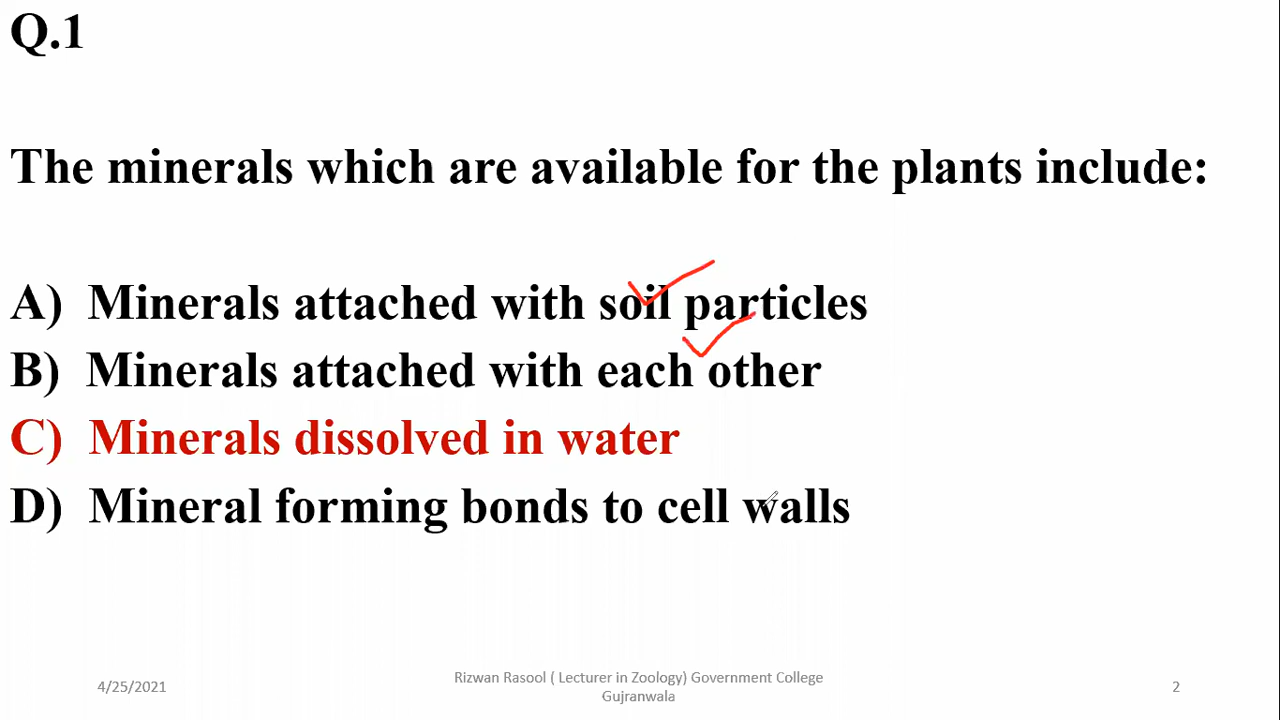 Q.1
The minerals which are available for the plants include:
A) Minerals attached with soil particles
B) Minerals attached with each other
C) Minerals dissolved in water
D) Mineral forming bonds to cell walls
4/25/2021
Rizwan Rasool ( Lecturer in Zoology) Government College
Gujranwala
2